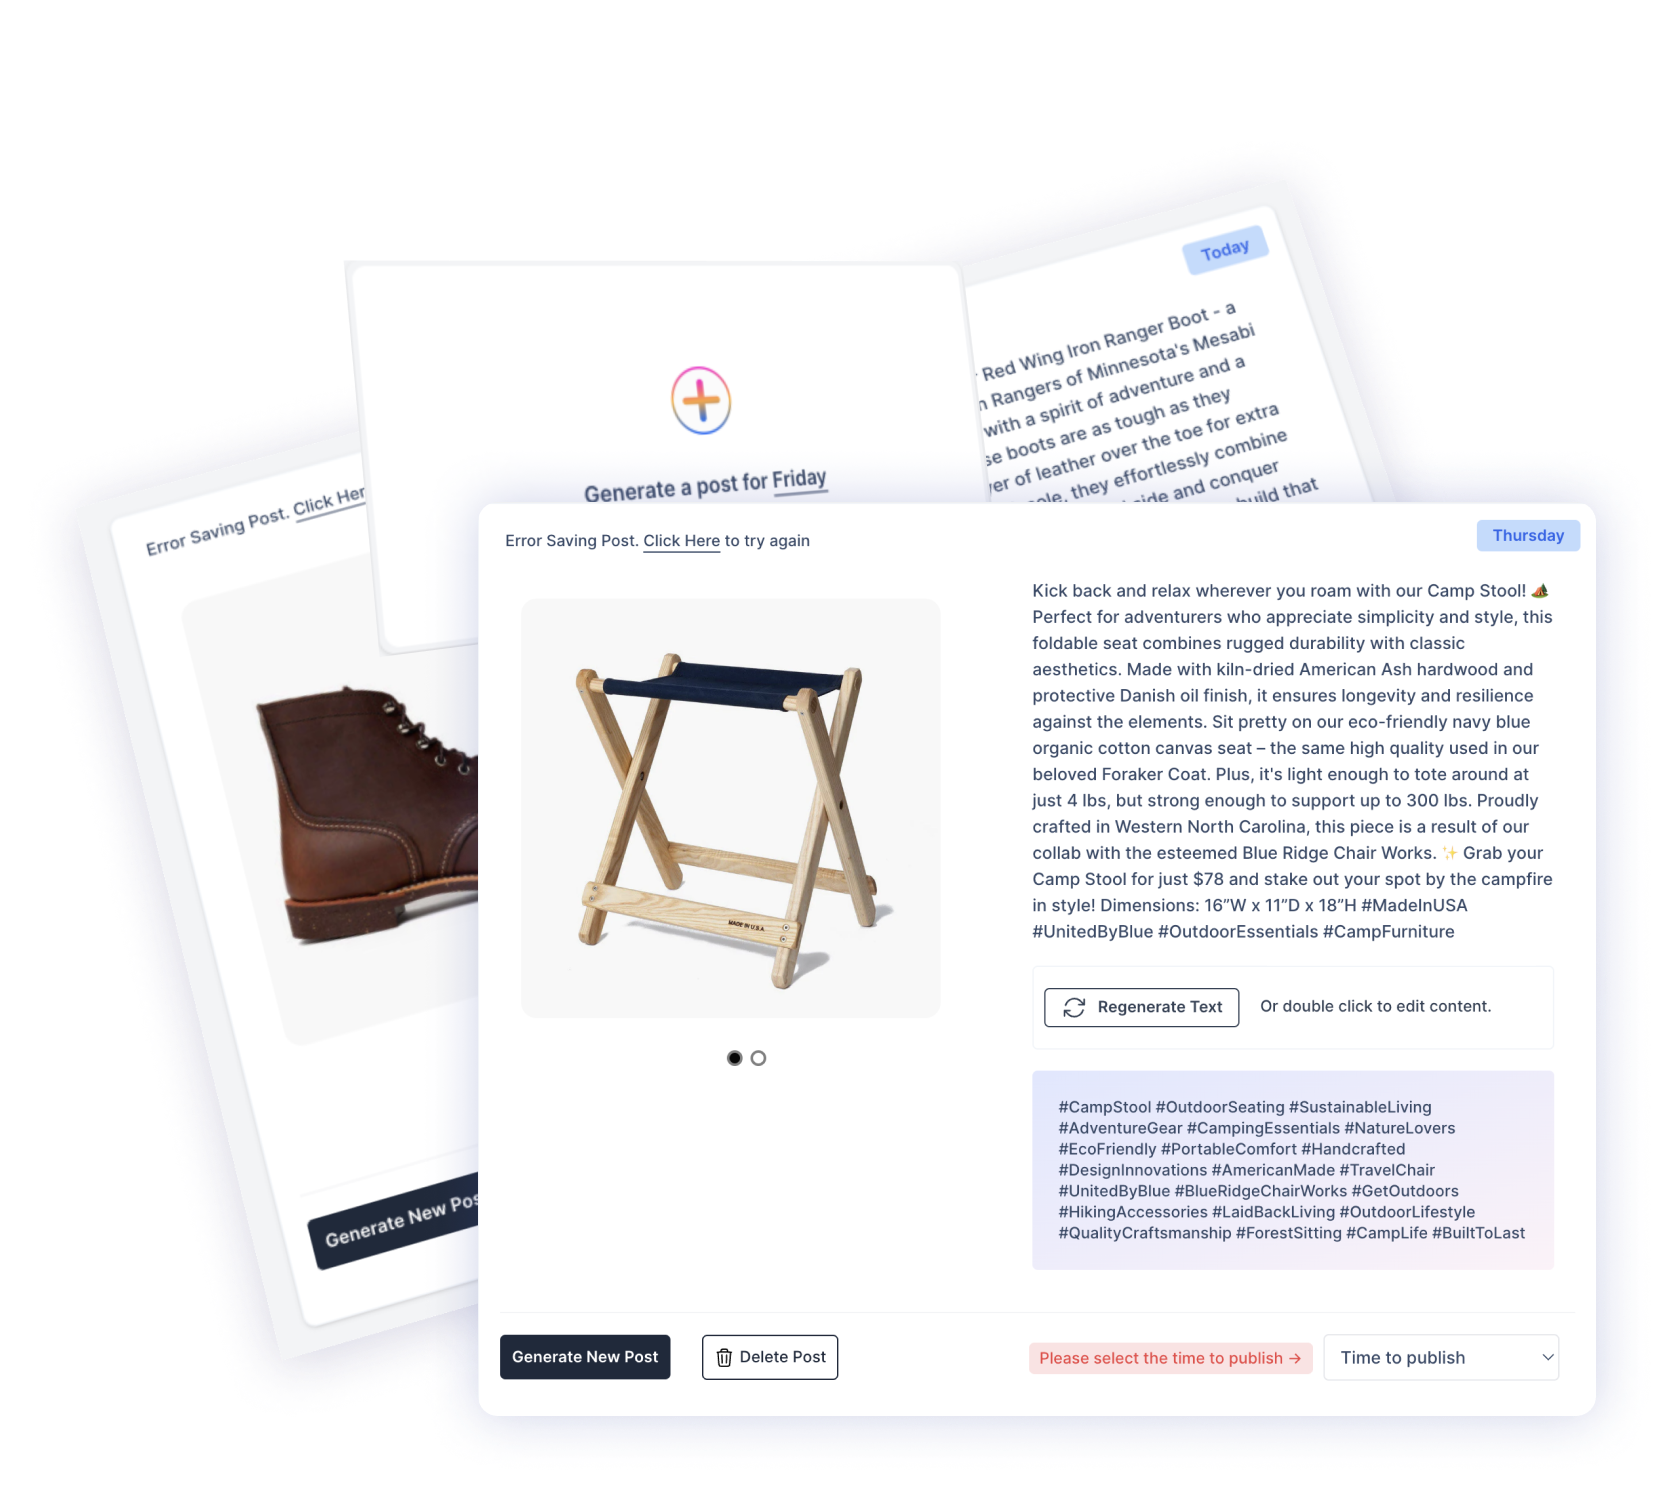 Today
Red Wing Iron Ranger Boot - a
Rangers of Minnesota's Mesabi
with a spirit of adventure and a
boots are as tough as they
of leather over the toe for extra
they effortlessly combine
and conquer
that
Generate a post for Friday
Error Saving Post. Click
Generate New
Error Saving Post. Click Here to try again
Thursday
Kick back and relax wherever you roam with our Camp Stool! 🏕️
Perfect for adventurers who appreciate simplicity and style, this
foldable seat combines rugged durability with classic
aesthetics. Made with kiln-dried American Ash hardwood and
protective Danish oil finish, it ensures longevity and resilience
against the elements. Sit pretty on our eco-friendly navy blue
organic cotton canvas seat – the same high quality used in our
beloved Foraker Coat. Plus, it's light enough to tote around at
just 4 lbs, but strong enough to support up to 300 lbs. Proudly
crafted in Western North Carolina, this piece is a result of our
collab with the esteemed Blue Ridge Chair Works. ✨ Grab your
Camp Stool for just $78 and stake out your spot by the campfire
in style! Dimensions: 16”W x 11”D x 18”H #MadeInUSA
#UnitedByBlue #OutdoorEssentials #CampFurniture
MADE IN U.S.A.
Regenerate Text
Or double click to edit content.
#CampStool #OutdoorSeating #SustainableLiving
#AdventureGear #CampingEssentials #NatureLovers
#EcoFriendly #PortableComfort #Handcrafted
#DesignInnovations #AmericanMade #TravelChair
#UnitedByBlue #BlueRidgeChairWorks #GetOutdoors
#HikingAccessories #LaidBackLiving #OutdoorLifestyle
#QualityCraftsmanship #ForestSitting #CampLife #BuiltToLast
Generate New Post
Delete Post
Please select the time to publish →
Time to publish